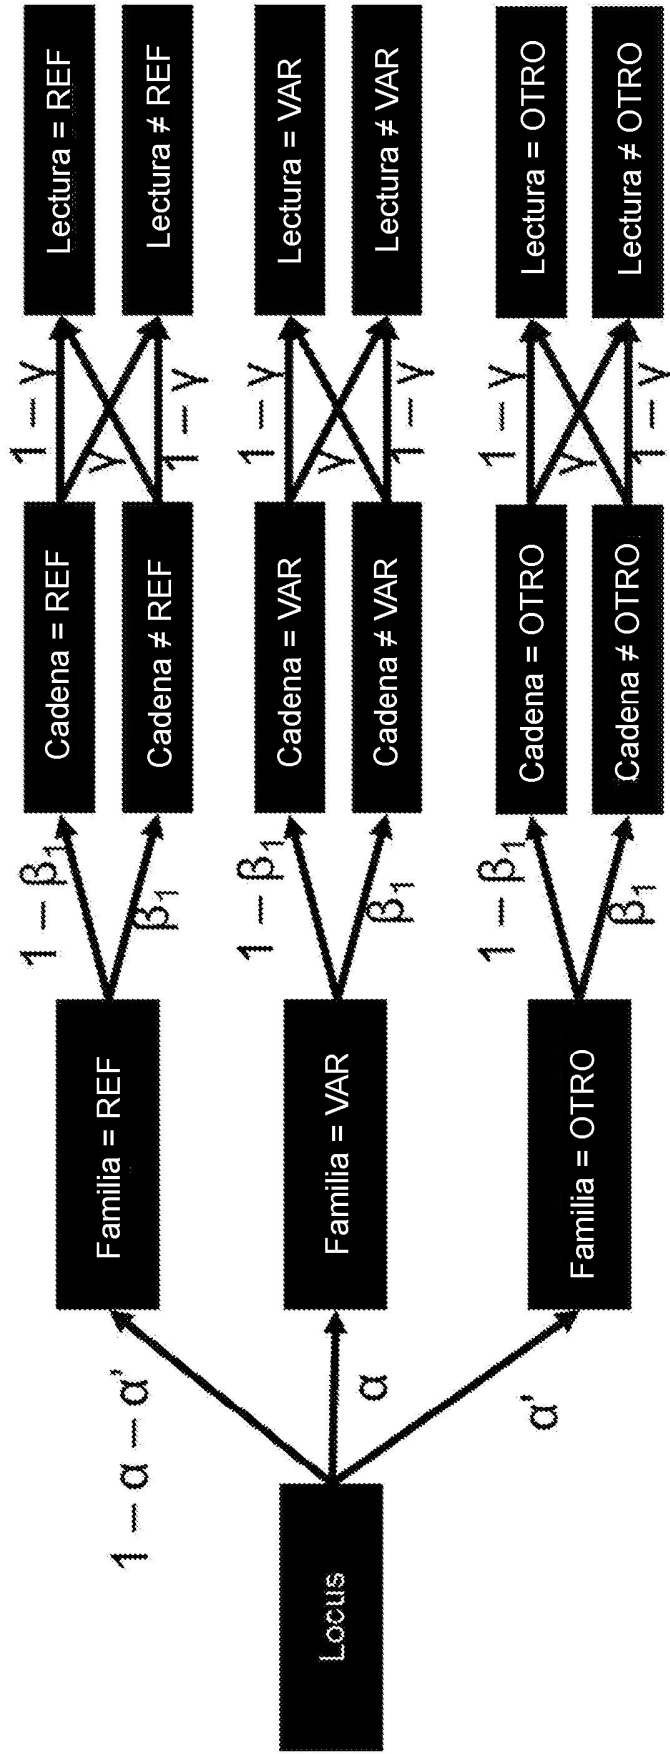 Locus
1 – α – α'
α
α'
Familia = REF
Familia = VAR
Familia = OTRO
1 – β₁
β₁
1 – β₁
β₁
1 – β₁
β₁
Cadena = REF
Cadena ≠ REF
Cadena = VAR
Cadena ≠ VAR
Cadena = OTRO
Cadena ≠ OTRO
1 – γ
γ
1 – γ
1 – γ
γ
1 – γ
1 – γ
γ
1 – γ
Lectura = REF
Lectura ≠ REF
Lectura = VAR
Lectura ≠ VAR
Lectura = OTRO
Lectura ≠ OTRO